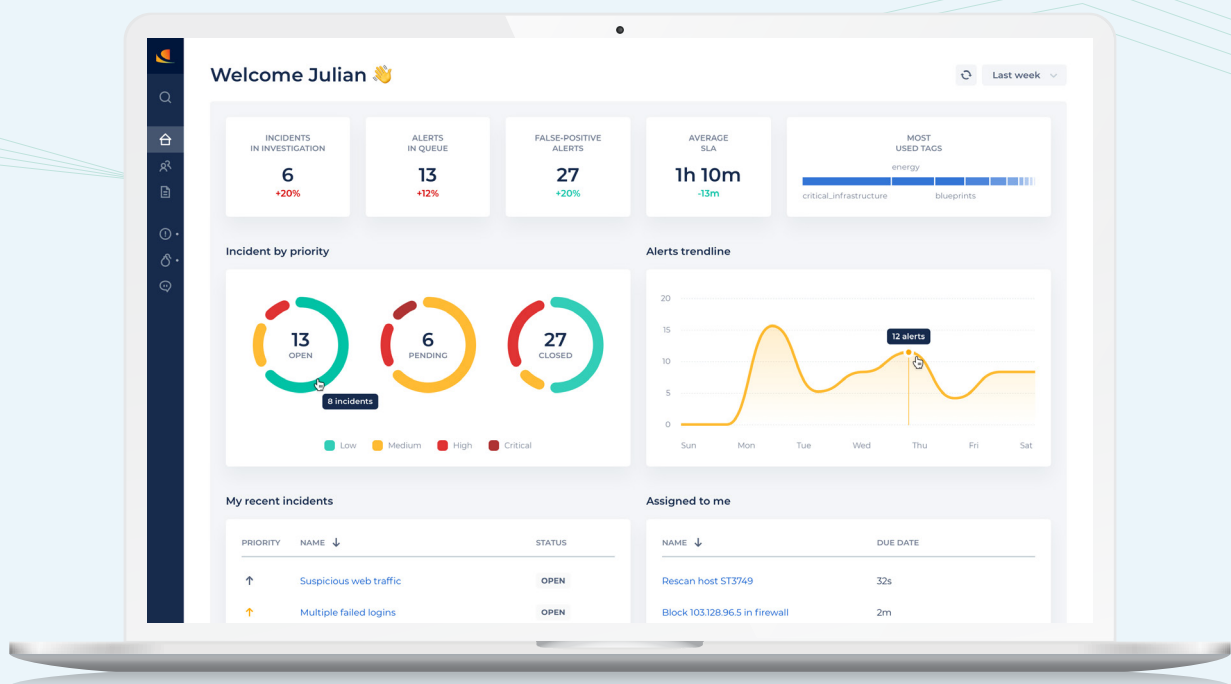 Welcome Julian 👋
Last week
INCIDENTS
IN INVESTIGATION
6
+20%
ALERTS
IN QUEUE
13
+12%
FALSE-POSITIVE
ALERTS
27
+20%
AVERAGE
SLA
1h 10m
-13m
MOST
USED TAGS
energy
critical_infrastructure
blueprints
Incident by priority
13
OPEN
8 incidents
6
PENDING
27
CLOSED
Low
Medium
High
Critical
Alerts trendline
20
15
10
5
0
12 alerts
Sun
Mon
Tue
Wed
Thu
Fri
Sat
My recent incidents
PRIORITY NAME ↓ STATUS
↑ Suspicious web traffic OPEN
↑ Multiple failed logins OPEN
Assigned to me
NAME ↓ DUE DATE
Rescan host ST3749 32s
Block 103.128.96.5 in firewall 2m